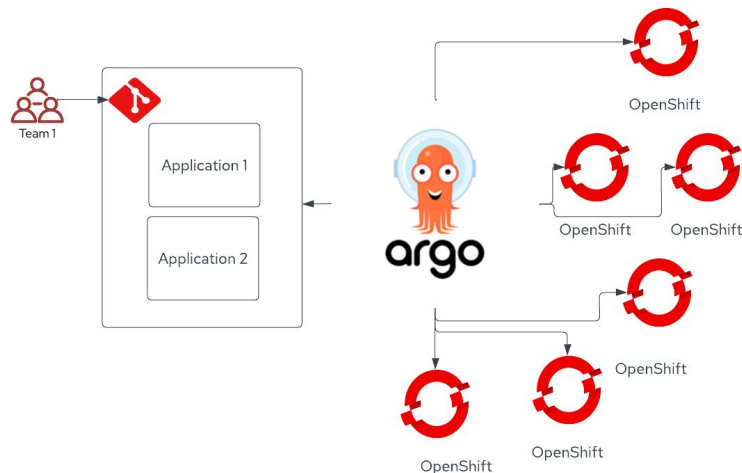 OpenShift
Team 1
Application 1
argo
OpenShift
OpenShift
Application 2
OpenShift
OpenShift
OpenShift